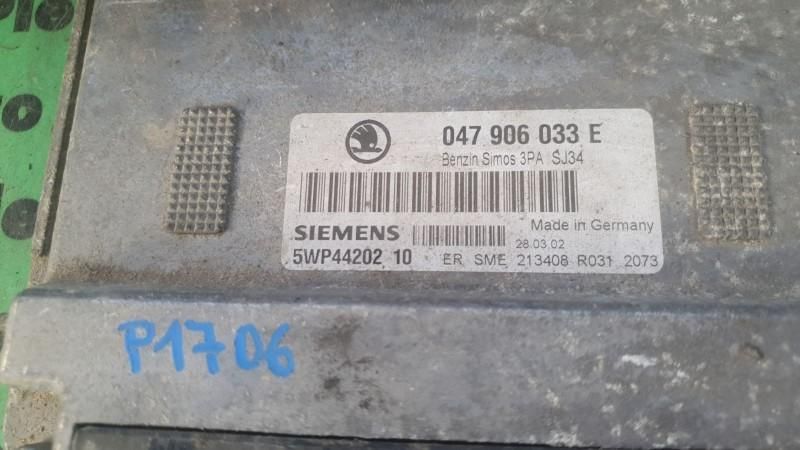 047 906 033 E
Benzin Simos 3PA SJ34
Made in Germany
SIEMENS
28.03.02
5WP44202 10 ER SME 213408 R031 2073
P1706